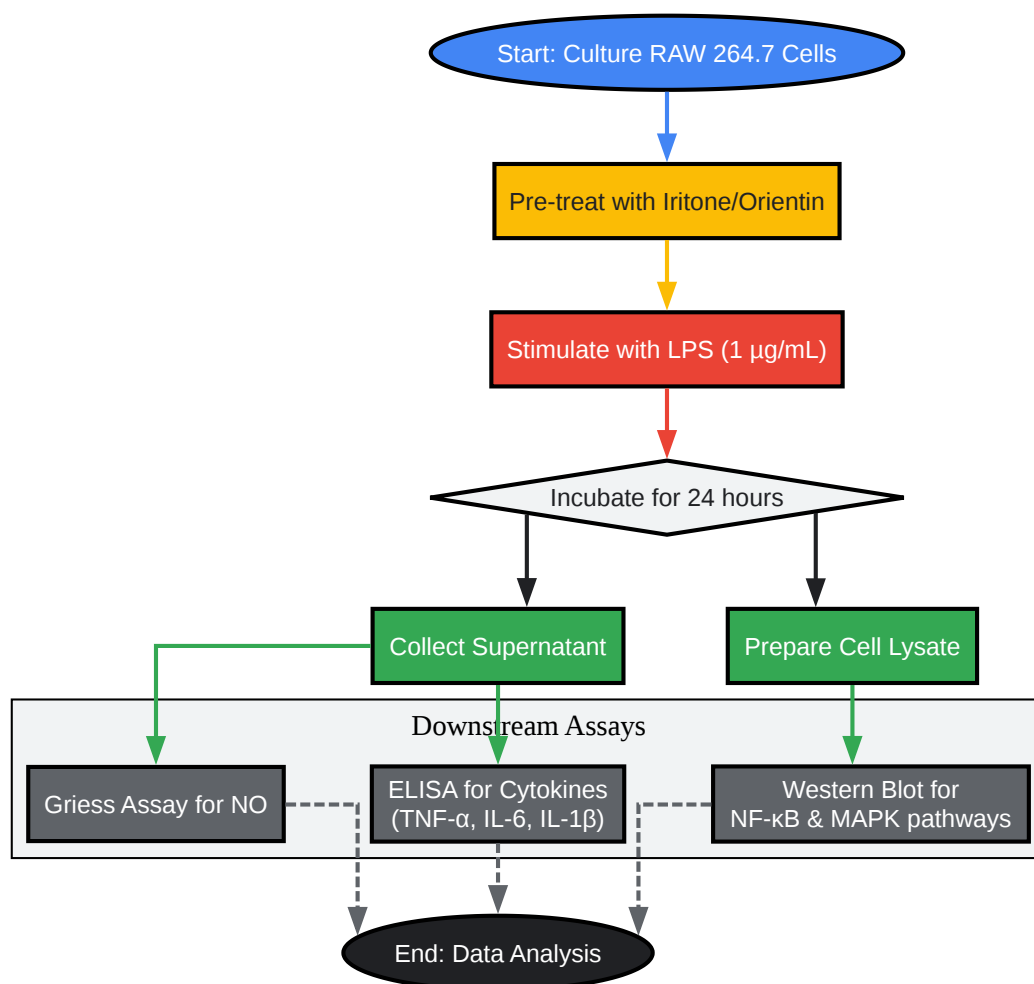 Start: Culture RAW 264.7 Cells
Pre-treat with Iritone/Orientin
Stimulate with LPS (1 µg/mL)
Incubate for 24 hours
Collect Supernatant
Prepare Cell Lysate
Downstream Assays
Griess Assay for NO
ELISA for Cytokines
(TNF-α, IL-6, IL-1β)
Western Blot for
NF-κB & MAPK pathways
End: Data Analysis